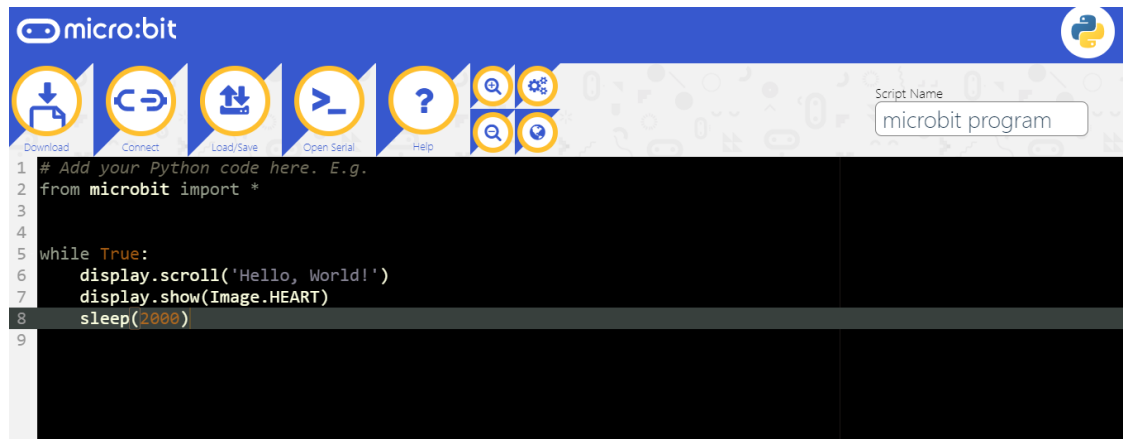 micro:bit
Download
Connect
Load/Save
>_
Open Serial
?
Help
Script Name
microbit program
1 # Add your Python code here. E.g.
2 from microbit import *
3
4
5 while True:
6     display.scroll('Hello, World!')
7     display.show(Image.HEART)
8     sleep(2000)
9